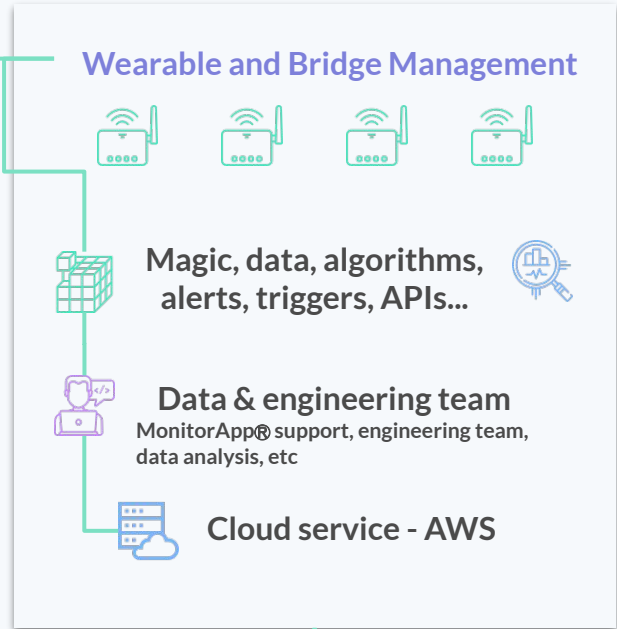 Wearable and Bridge Management
Magic, data, algorithms,
alerts, triggers, APIs...
</>
Data & engineering team
MonitorApp® support, engineering team,
data analysis, etc
Cloud service - AWS